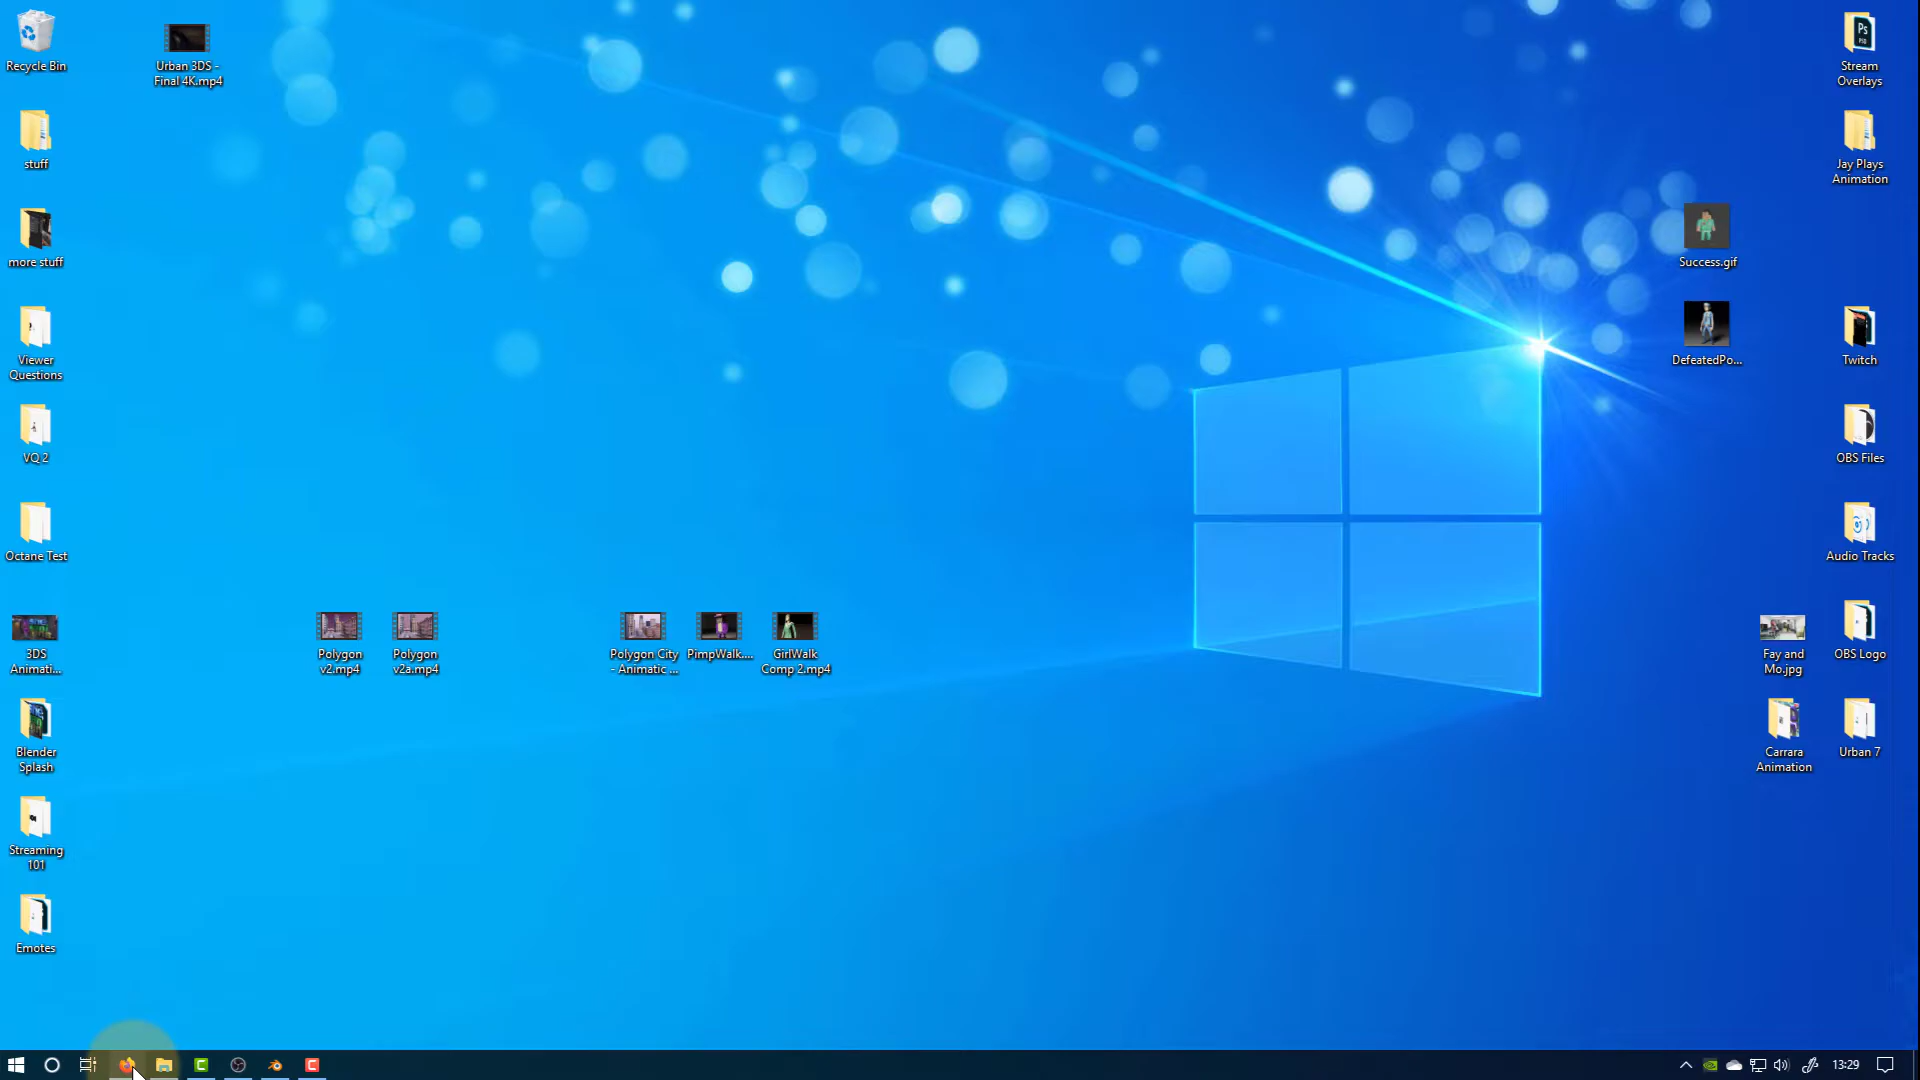 Recycle Bin
Urban 3DS -
Final 4K.mp4
stuff
more stuff
Viewer
Questions
VQ 2
Octane Test
3DS
Animati...
Blender
Splash
Streaming
101
Emotes
Polygon
v2.mp4
Polygon
v2a.mp4
Polygon City
- Animatic ...
PimpWalk....
GirlWalk
Comp 2.mp4
Ps
PSD
Stream
Overlays
Jay Plays
Animation
Success.gif
DefeatedPo...
Twitch
OBS Files
Audio Tracks
Fay and
Mo.jpg
OBS Logo
Carrara
Animation
Urban 7
13:29